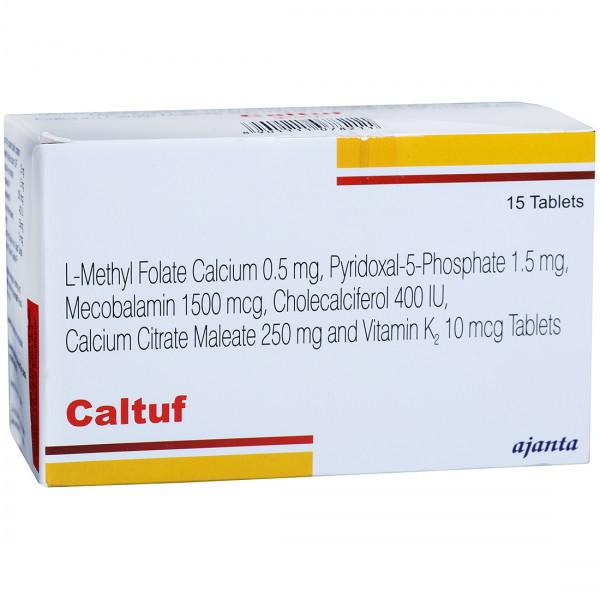 Caltuf
15 Tablets
L-Methyl Folate Calcium 0.5 mg, Pyridoxal-5-Phosphate 1.5 mg,
Mecobalamin 1500 mcg, Cholecalciferol 400 IU,
Calcium Citrate Maleate 250 mg and Vitamin K₂ 10 mcg Tablets
Caltuf
ajanta